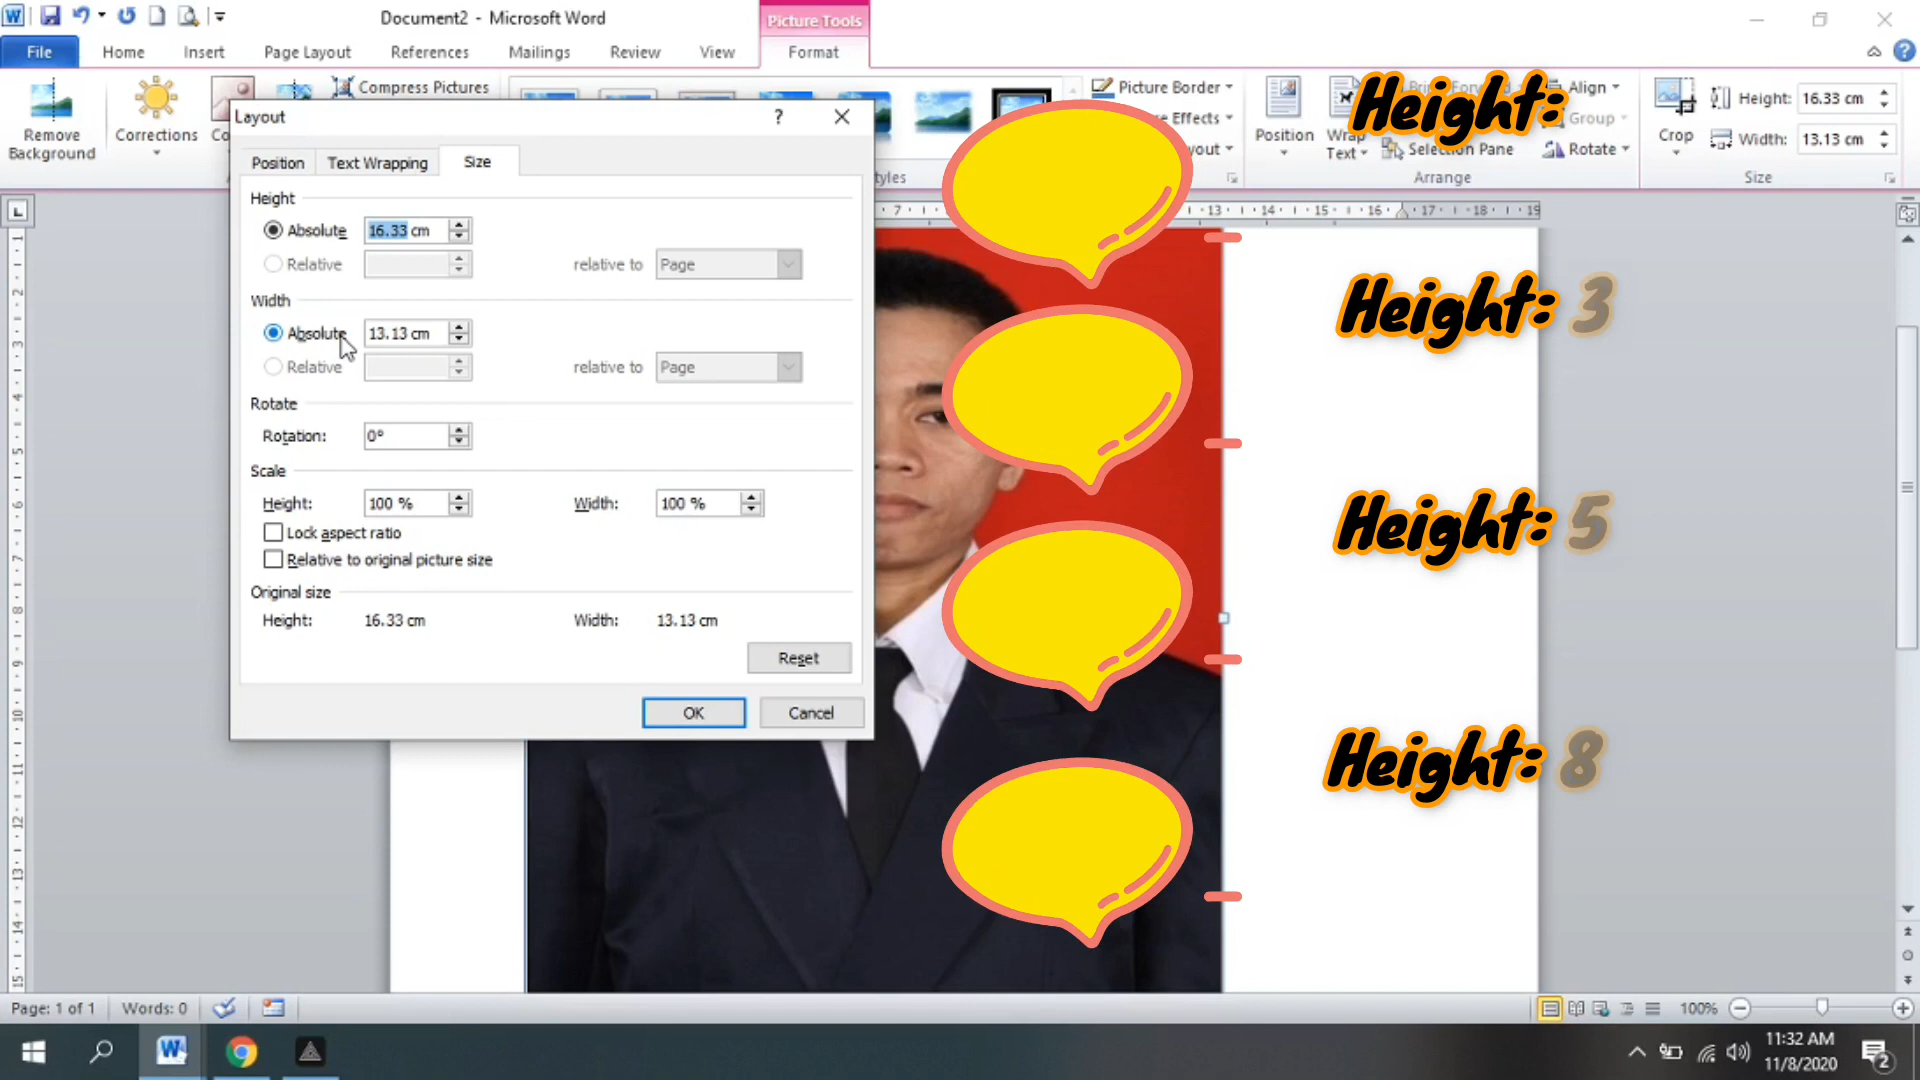 Document2 - Microsoft Word
Picture Tools
File
Home
Insert
Page Layout
References
Mailings
Review
View
Format
Remove
Background
Corrections
Compress Pictures
Picture Border
Effects
Position
Wrap
Text
Selection Pane
Align
Group
Rotate
Arrange
Crop
Height: 16.33 cm
Width: 13.13 cm
Size
Layout
?
Position
Text Wrapping
Size
Height
Absolute 16.33 cm
Relative
relative to Page
Width
Absolute 13.13 cm
Relative
relative to Page
Rotate
Rotation: 0°
Scale
Height: 100 %
Width: 100 %
Lock aspect ratio
Relative to original picture size
Original size
Height: 16.33 cm
Width: 13.13 cm
Reset
OK
Cancel
Height:
Height: 3
Height: 5
Height: 8
Page: 1 of 1
Words: 0
100%
11:32 AM
11/8/2020
2